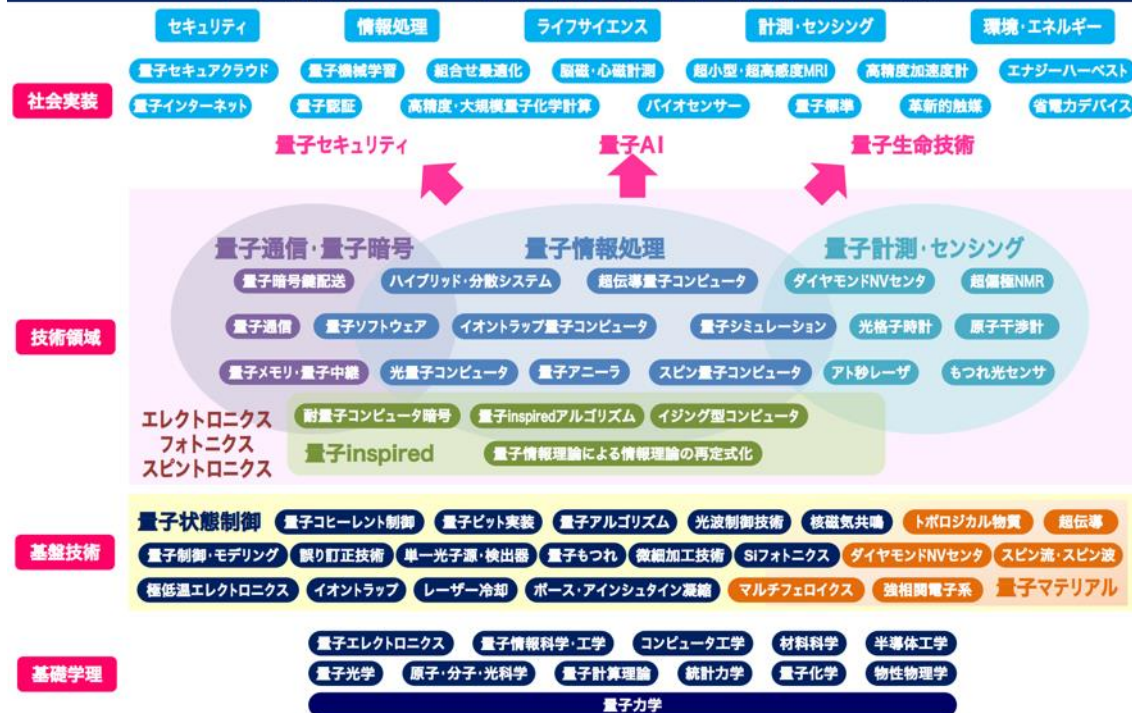 セキュリティ 情報処理 ライフサイエンス 計測・センシング 環境・エネルギー
量子セキュアクラウド 量子機械学習 組合せ最適化 脳磁・心磁計測 超小型・超高感度MRI 高精度加速度計 エナジーハーベスト
社会実装
量子インターネット 量子認証 高精度・大規模量子化学計算 バイオセンサー 量子標準 革新的触媒 省電力デバイス
量子セキュリティ 量子AI 量子生命技術
量子通信・量子暗号 量子情報処理 量子計測・センシング
量子暗号鍵配送 ハイブリッド・分散システム 超伝導量子コンピュータ ダイヤモンドNVセンタ 超偏極NMR
技術領域
量子通信 量子ソフトウェア イオントラップ量子コンピュータ 量子シミュレーション 光格子時計 原子干渉計
量子メモリ・量子中継 光量子コンピュータ 量子アニーラ スピン量子コンピュータ アト秒レーザ もつれ光センサ
エレクトロニクス
フォトニクス
スピントロニクス
耐量子コンピュータ暗号 量子inspiredアルゴリズム イジング型コンピュータ
量子inspired 量子情報理論による情報理論の再定式化
量子状態制御 量子コヒーレント制御 量子ビット実装 量子アルゴリズム 光波制御技術 核磁気共鳴 トポロジカル物質 超伝導
基盤技術
量子制御・モデリング 誤り訂正技術 単一光子源・検出器 量子もつれ 微細加工技術 Siフォトニクス ダイヤモンドNVセンタ スピン流・スピン波
極低温エレクトロニクス イオントラップ レーザー冷却 ボース・アインシュタイン凝縮 マルチフェロイクス 強相関電子系 量子マテリアル
量子エレクトロニクス 量子情報科学・工学 コンピュータ工学 材料科学 半導体工学
基礎学理
量子光学 原子・分子・光科学 量子計算理論 統計力学 量子化学 物性物理学
量子力学